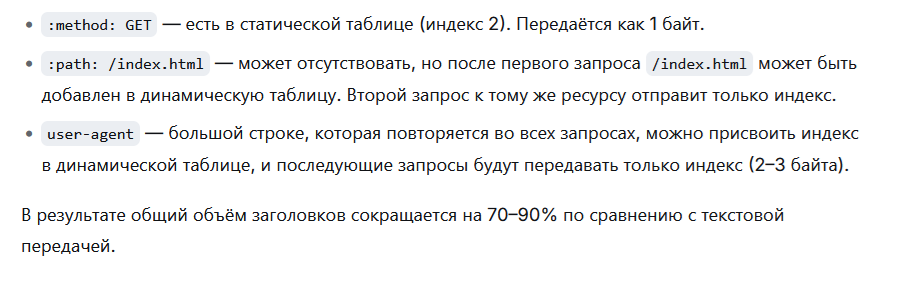 • :method: GET — есть в статической таблице (индекс 2). Передаётся как 1 байт.
• :path: /index.html — может отсутствовать, но после первого запроса /index.html может быть
добавлен в динамическую таблицу. Второй запрос к тому же ресурсу отправит только индекс.
• user-agent — большой строке, которая повторяется во всех запросах, можно присвоить индекс
в динамической таблице, и последующие запросы будут передавать только индекс (2–3 байта).
В результате общий объём заголовков сокращается на 70–90% по сравнению с текстовой
передачей.